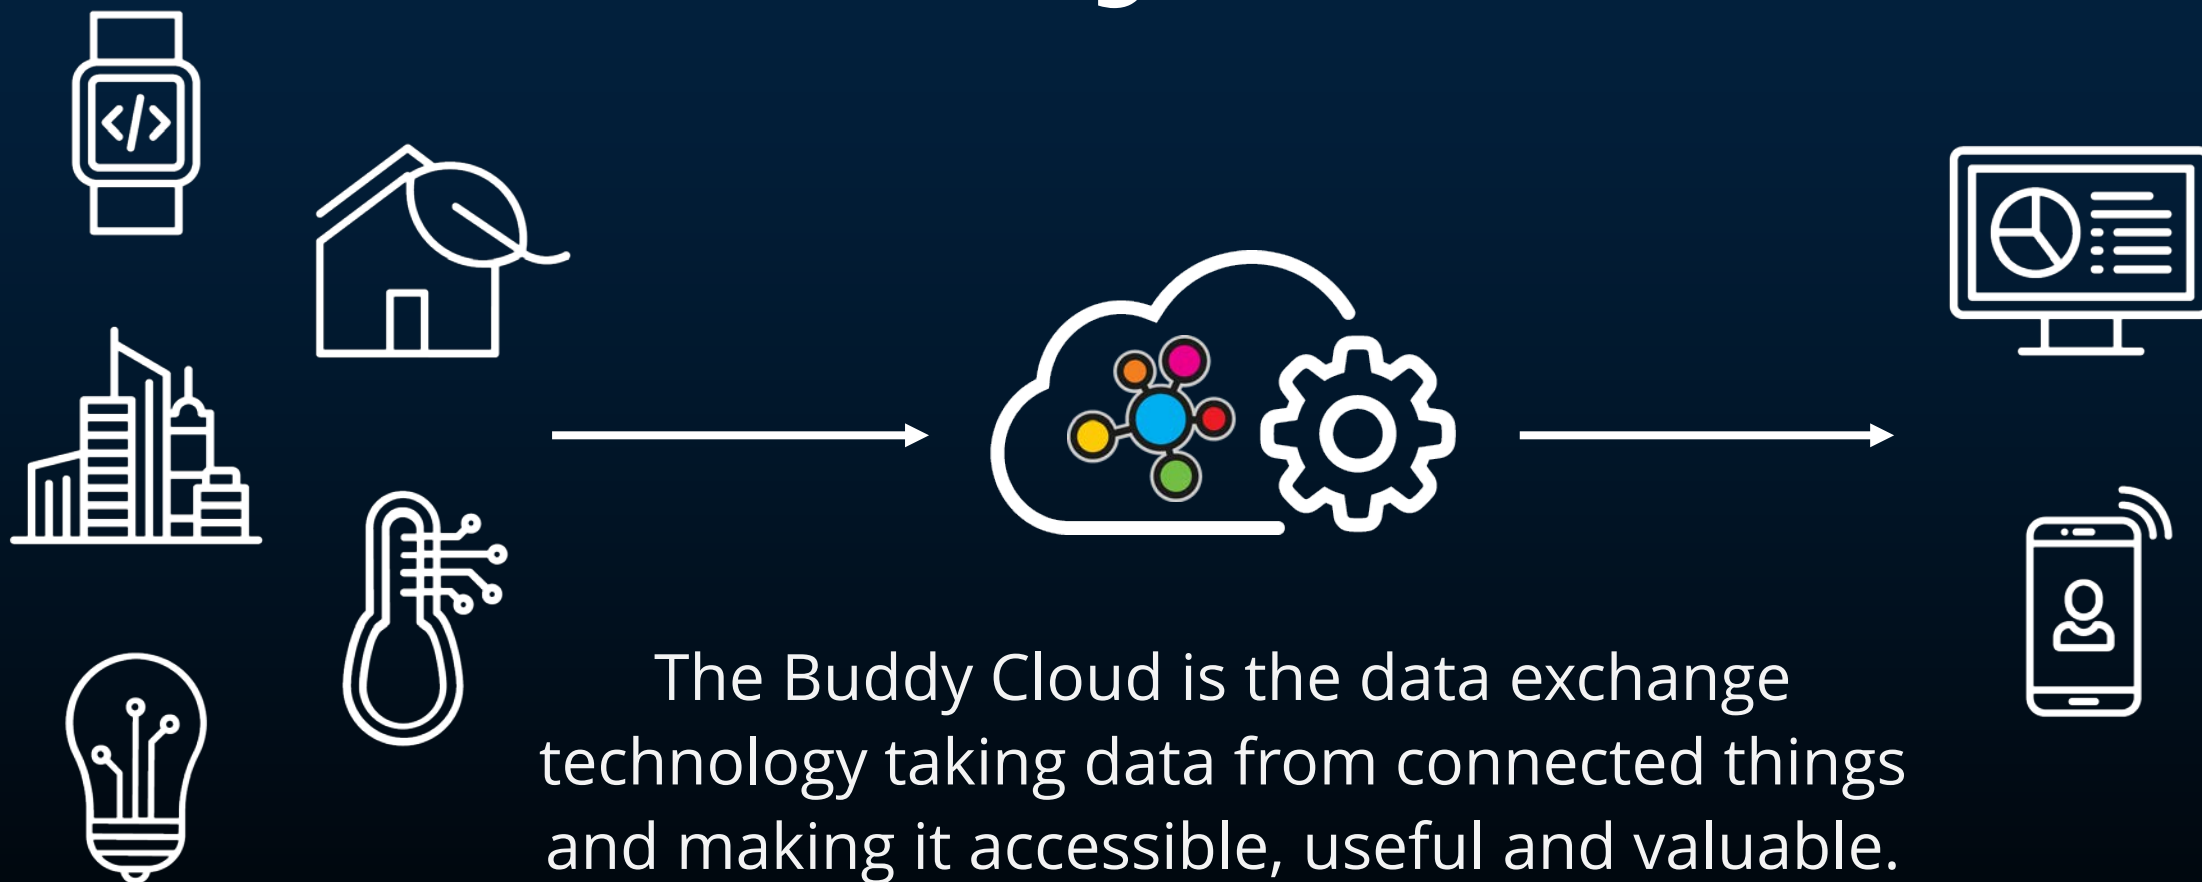 </>
The Buddy Cloud is the data exchange
technology taking data from connected things
and making it accessible, useful and valuable.